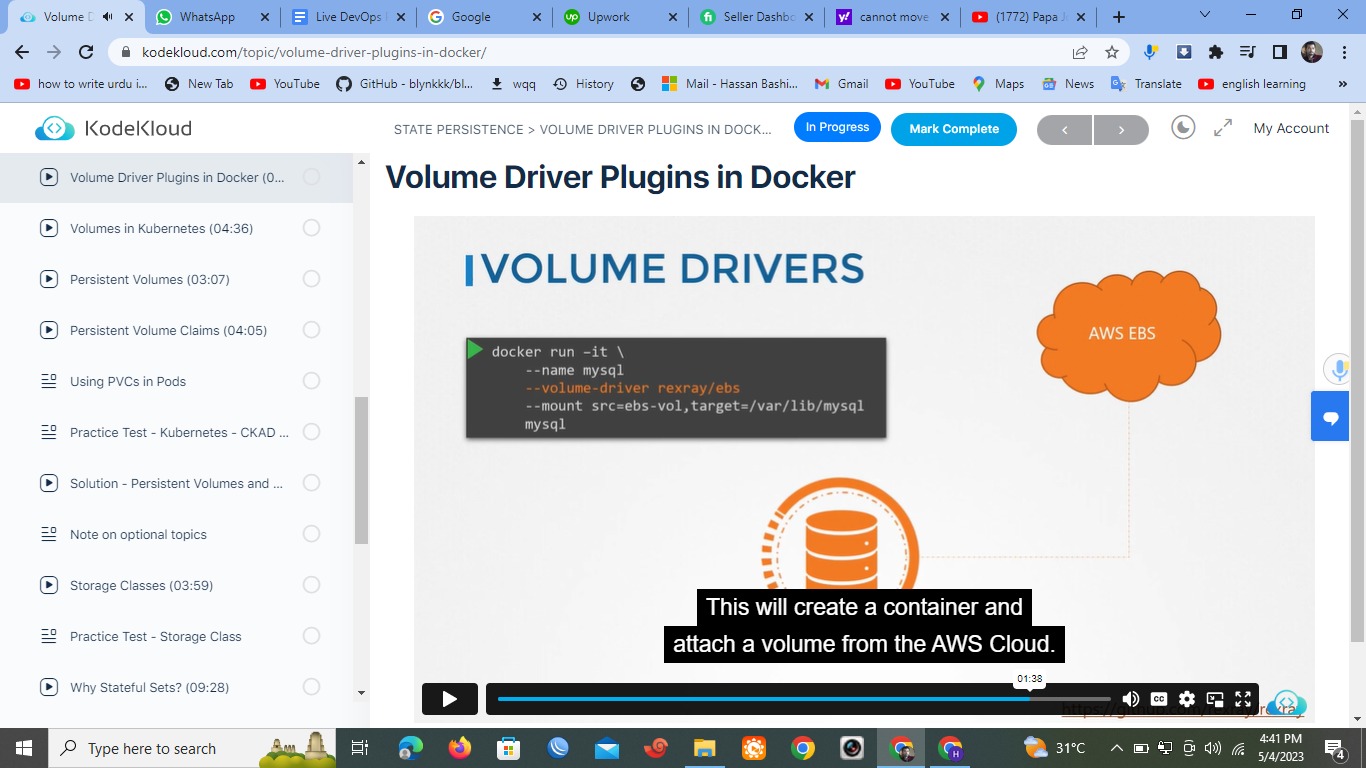 Volume D
WhatsApp
Live DevOps
Google
Upwork
Seller Dashbo
cannot move
(1772) Papa J
kodekloud.com/topic/volume-driver-plugins-in-docker/
how to write urdu i...
New Tab
YouTube
GitHub - blynkkk/bl...
wqq
History
Mail - Hassan Bashi...
Gmail
YouTube
Maps
News
Translate
english learning
»
KodeKloud
STATE PERSISTENCE > VOLUME DRIVER PLUGINS IN DOCK...
In Progress
Mark Complete
My Account
Volume Driver Plugins in Docker (0...
Volumes in Kubernetes (04:36)
Persistent Volumes (03:07)
Persistent Volume Claims (04:05)
Using PVCs in Pods
Practice Test - Kubernetes - CKAD ...
Solution - Persistent Volumes and ...
Note on optional topics
Storage Classes (03:59)
Practice Test - Storage Class
Why Stateful Sets? (09:28)
Volume Driver Plugins in Docker
VOLUME DRIVERS
docker run –it \
--name mysql
--volume-driver rexray/ebs
--mount src=ebs-vol,target=/var/lib/mysql
mysql
AWS EBS
This will create a container and
attach a volume from the AWS Cloud.
01:38
CC
https://github.com/rexray/rexray
Type here to search
31°C
4:41 PM
5/4/2023
4